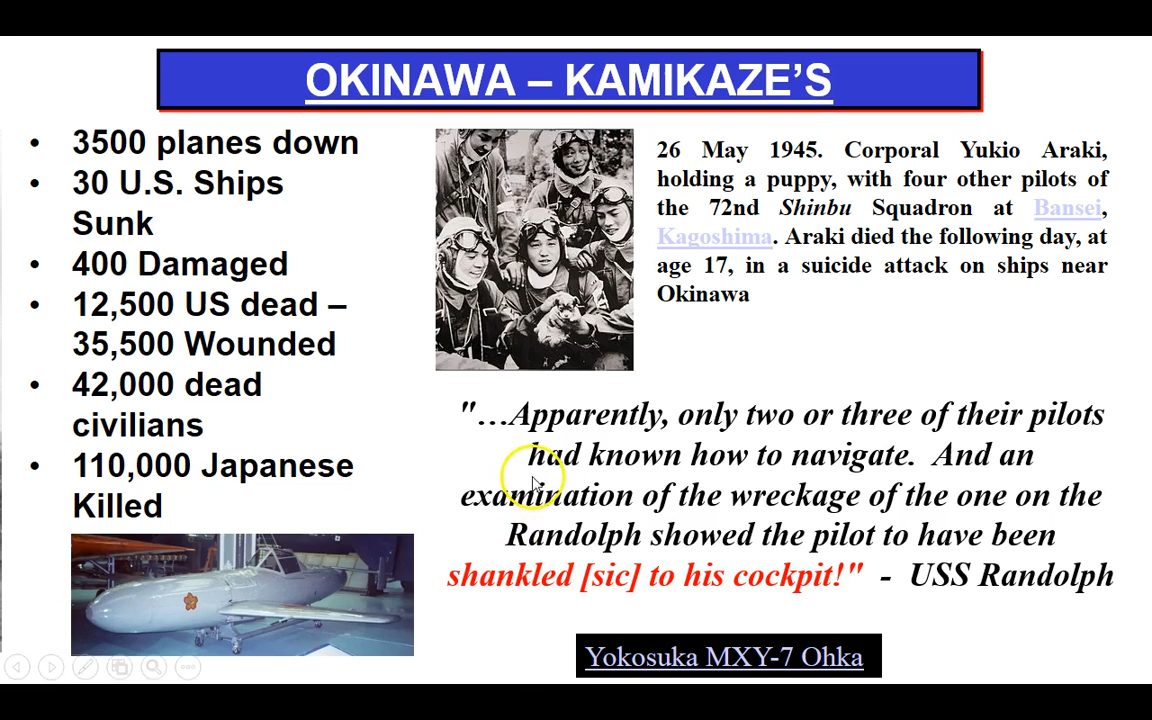 OKINAWA – KAMIKAZE’S
• 3500 planes down
• 30 U.S. Ships
Sunk
• 400 Damaged
• 12,500 US dead –
35,500 Wounded
• 42,000 dead
civilians
• 110,000 Japanese
Killed
26 May 1945. Corporal Yukio Araki,
holding a puppy, with four other pilots of
the 72nd Shinbu Squadron at Bansei,
Kagoshima. Araki died the following day, at
age 17, in a suicide attack on ships near
Okinawa
"…Apparently, only two or three of their pilots
had known how to navigate. And an
examination of the wreckage of the one on the
Randolph showed the pilot to have been
shankled [sic] to his cockpit!" - USS Randolph
Yokosuka MXY-7 Ohka